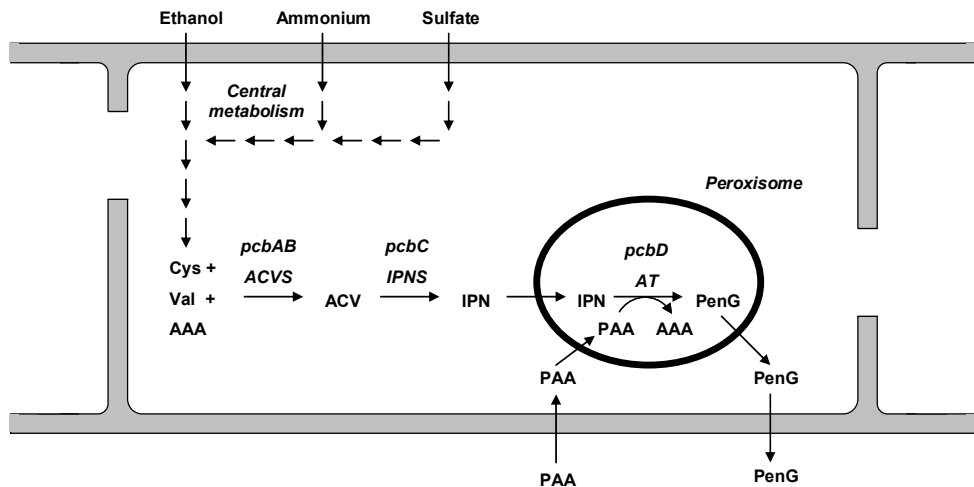 Ethanol Ammonium Sulfate
Central
metabolism
Peroxisome
pcbAB pcbC pcbD
Cys +
ACVS IPNS AT
Val + ACV IPN IPN PenG
AAA PAA AAA
PAA PenG
PAA PenG